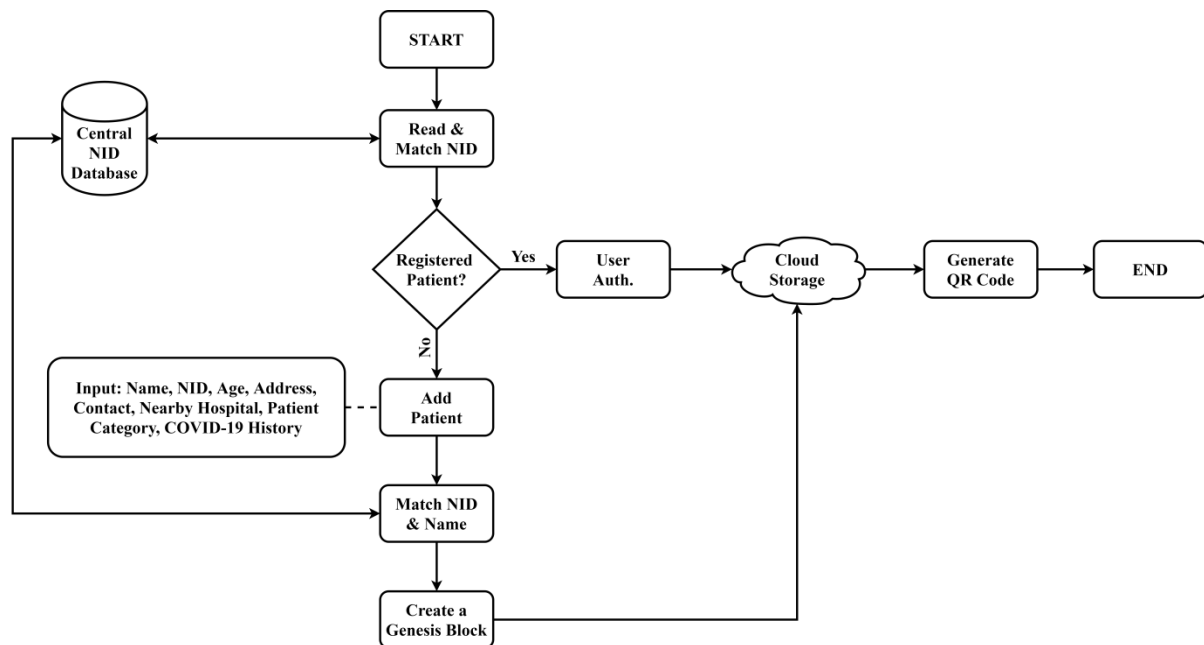 START
Central
NID
Database
Read &
Match NID
Registered
Patient?
Yes
User
Auth.
Cloud
Storage
Generate
QR Code
END
No
Input: Name, NID, Age, Address,
Contact, Nearby Hospital, Patient
Category, COVID-19 History
Add
Patient
Match NID
& Name
Create a
Genesis Block